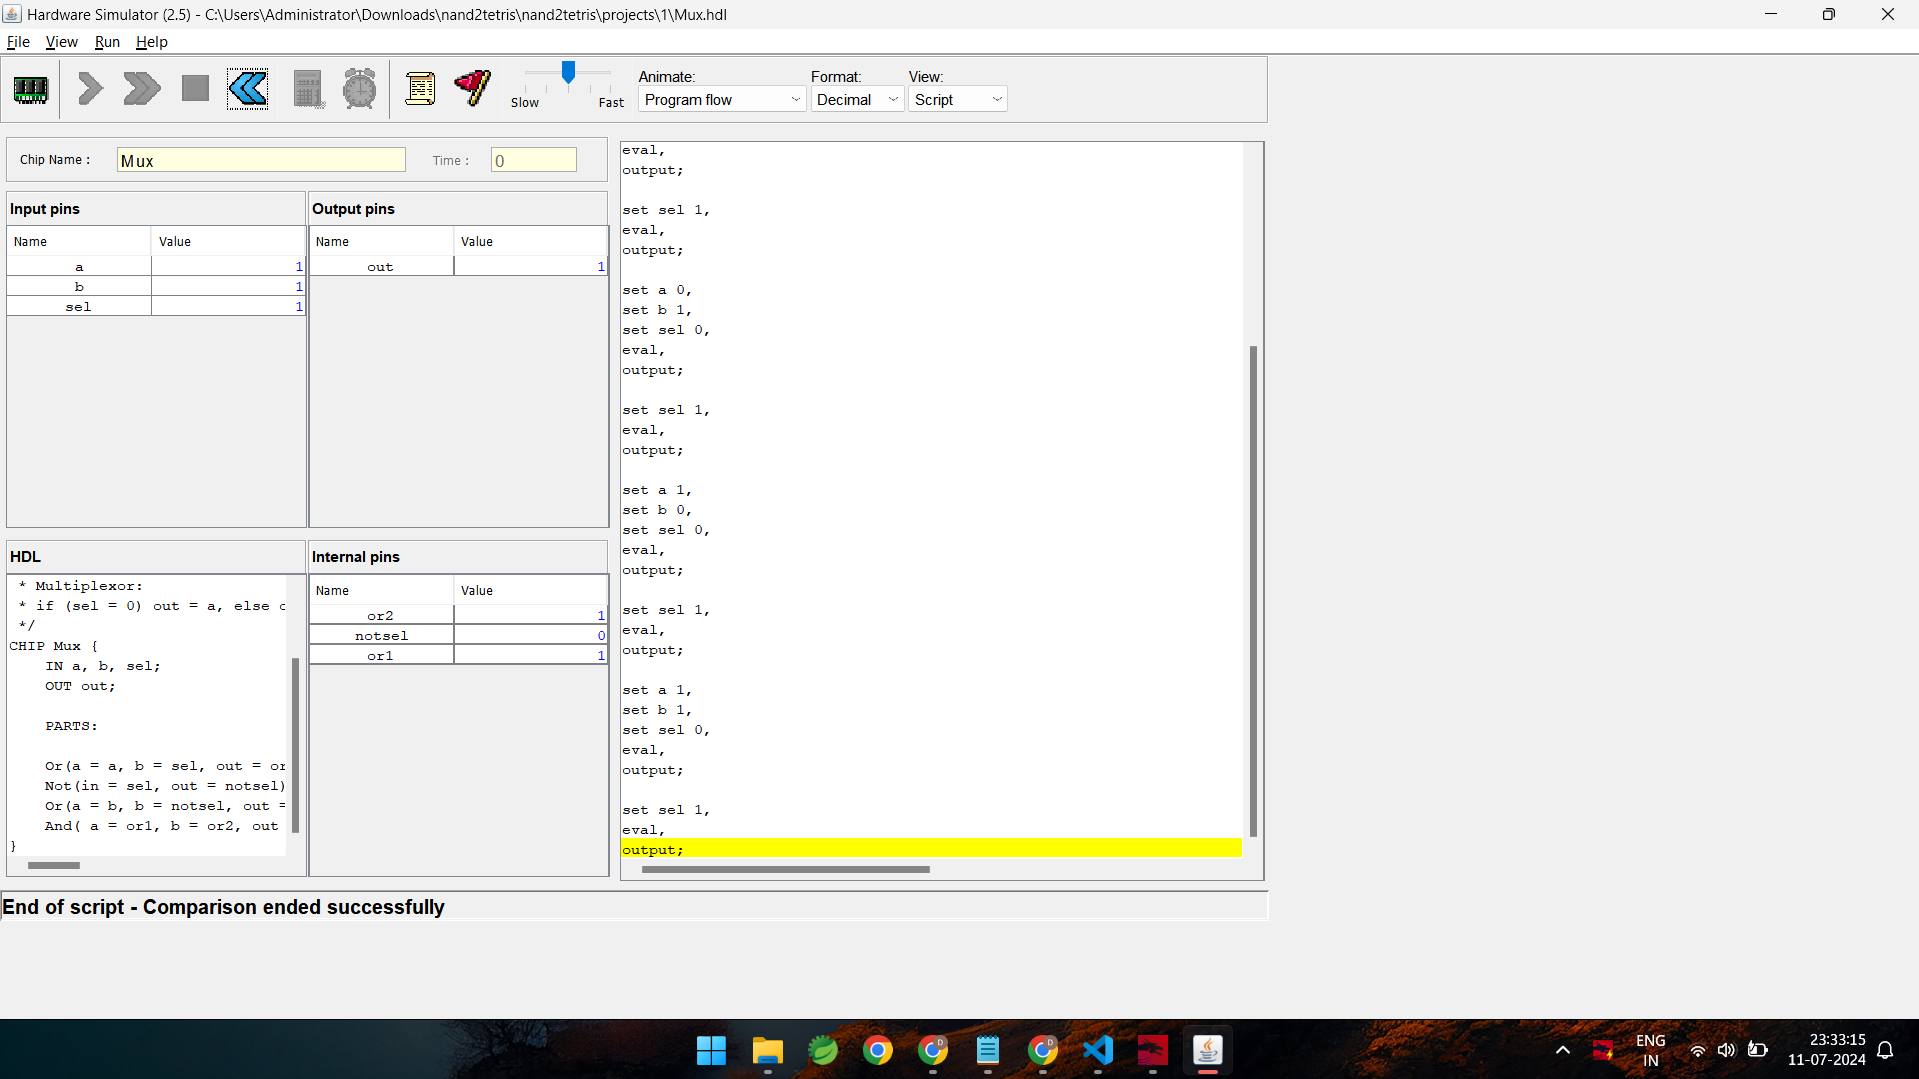 Hardware Simulator (2.5) - C:\Users\Administrator\Downloads\nand2tetris\nand2tetris\projects\1\Mux.hdl
File View Run Help
Slow Fast
Animate:
Program flow
Format:
Decimal
View:
Script
Chip Name :
Mux
Time :
0
Input pins
Name Value
a 1
b 1
sel 1
Output pins
Name Value
out 1
HDL
* Multiplexor:
* if (sel = 0) out = a, else
*/
CHIP Mux {
IN a, b, sel;
OUT out;
PARTS:
Or(a = a, b = sel, out = or
Not(in = sel, out = notsel)
Or(a = b, b = notsel, out =
And( a = or1, b = or2, out
}
Internal pins
Name Value
or2 1
notsel 0
or1 1
eval,
output;
set sel 1,
eval,
output;
set a 0,
set b 1,
set sel 0,
eval,
output;
set sel 1,
eval,
output;
set a 1,
set b 0,
set sel 0,
eval,
output;
set sel 1,
eval,
output;
set a 1,
set b 1,
set sel 0,
eval,
output;
set sel 1,
eval,
output;
End of script - Comparison ended successfully
D
D
ENG
IN
23:33:15
11-07-2024